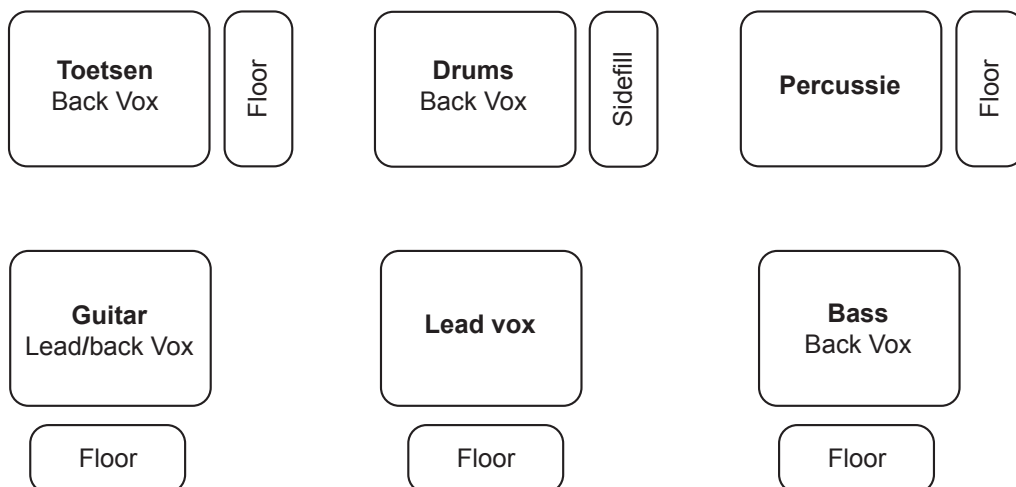 Toetsen
Back Vox
Floor
Drums
Back Vox
Sidefill
Percussie
Floor
Guitar
Lead/back Vox
Lead vox
Bass
Back Vox
Floor
Floor
Floor